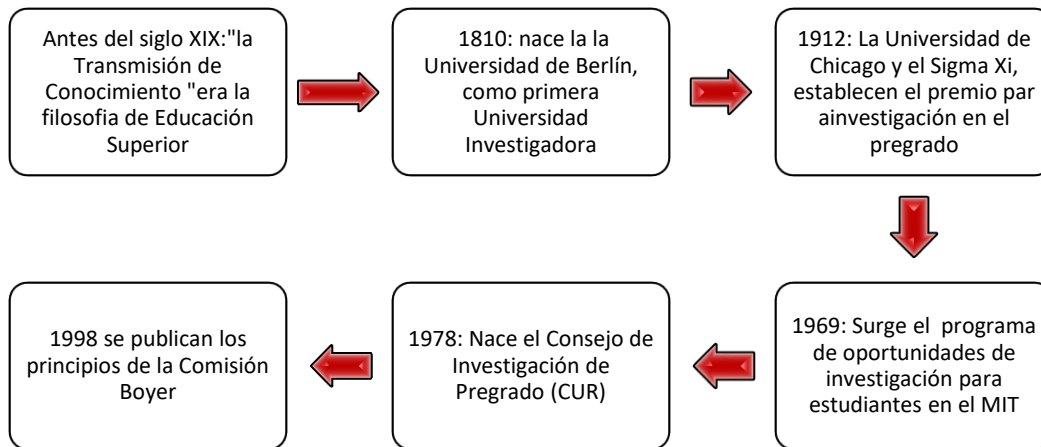 Antes del siglo XIX:"la
Transmisión de
Conocimiento "era la
filosofia de Educación
Superior
1810: nace la la
Universidad de Berlín,
como primera
Universidad
Investigadora
1912: La Universidad de
Chicago y el Sigma Xi,
establecen el premio par
ainvestigación en el
pregrado
1969: Surge el  programa
de oportunidades de
investigación para
estudiantes en el MIT
1978: Nace el Consejo de
Investigación de
Pregrado (CUR)
1998 se publican los
principios de la Comisión
Boyer